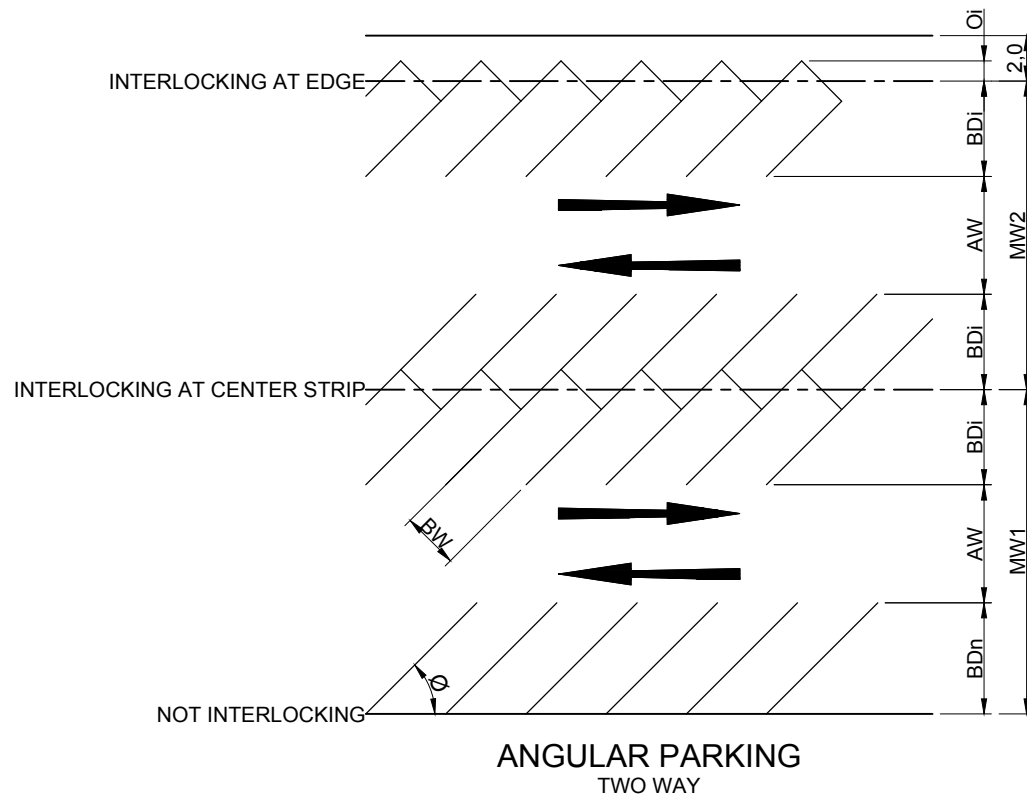 Oi
2,0
INTERLOCKING AT EDGE
BDi
AW
MW2
BDi
INTERLOCKING AT CENTER STRIP
BDi
BW
AW
MW1
BDn
Ø
NOT INTERLOCKING
ANGULAR PARKING
TWO WAY